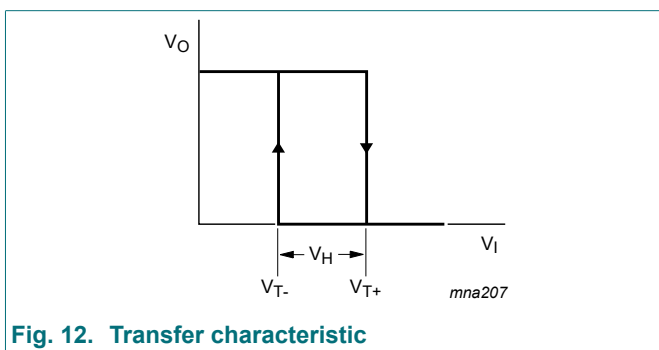 VO
VH
VI
VT-
VT+
mna207
Fig. 12. Transfer characteristic